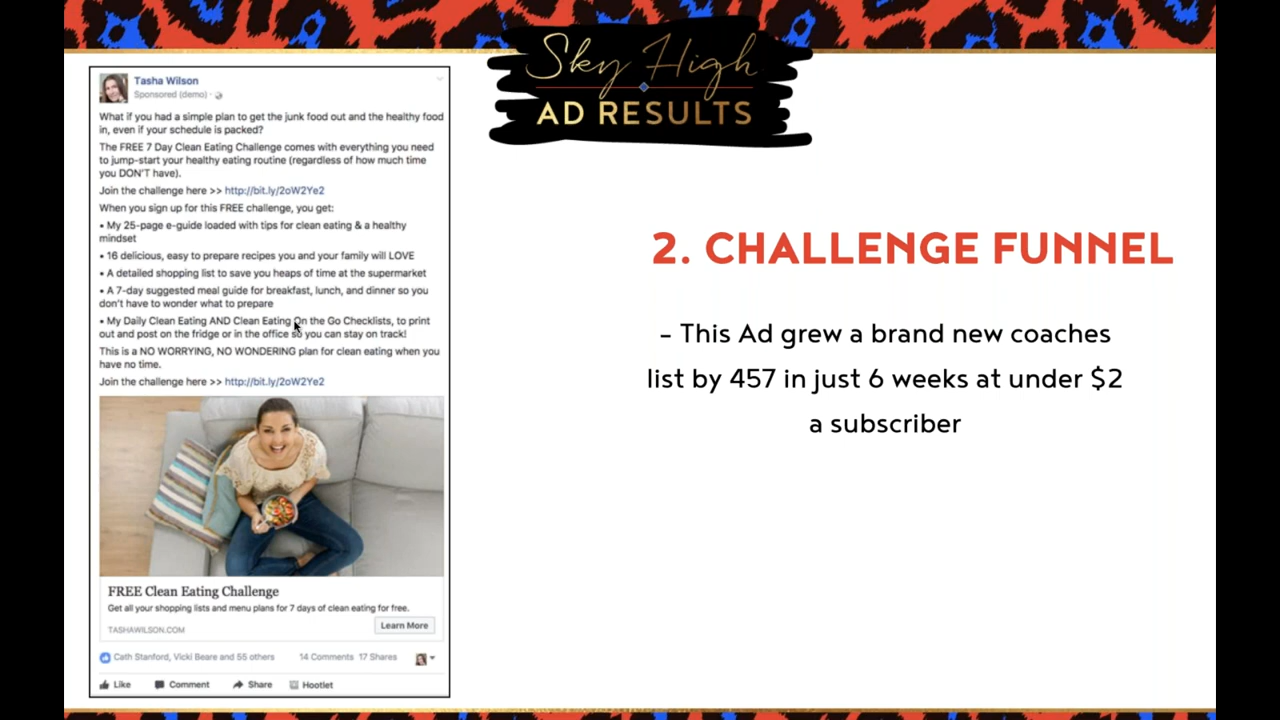 Sky High
AD RESULTS
Tasha Wilson
Sponsored (demo) ·
What if you had a simple plan to get the junk food out and the healthy food
in, even if your schedule is packed?
The FREE 7 Day Clean Eating Challenge comes with everything you need
to jump-start your healthy eating routine (regardless of how much time
you DON'T have).
Join the challenge here >> http://bit.ly/2oW2Ye2
When you sign up for this FREE challenge, you get:
• My 25-page e-guide loaded with tips for clean eating & a healthy
mindset
• 16 delicious, easy to prepare recipes you and your family will LOVE
• A detailed shopping list to save you heaps of time at the supermarket
• A 7-day suggested meal guide for breakfast, lunch, and dinner so you
don't have to wonder what to prepare
• My Daily Clean Eating AND Clean Eating On the Go Checklists, to print
out and post on the fridge or in the office so you can stay on track!
This is a NO WORRYING, NO WONDERING plan for clean eating when you
have no time.
Join the challenge here >> http://bit.ly/2oW2Ye2
FREE Clean Eating Challenge
Get all your shopping lists and menu plans for 7 days of clean eating for free.
TASHAWILSON.COM
Learn More
Cath Stanford, Vicki Beare and 55 others 14 Comments 17 Shares
Like Comment Share Hootlet
2. CHALLENGE FUNNEL
- This Ad grew a brand new coaches
list by 457 in just 6 weeks at under $2
a subscriber